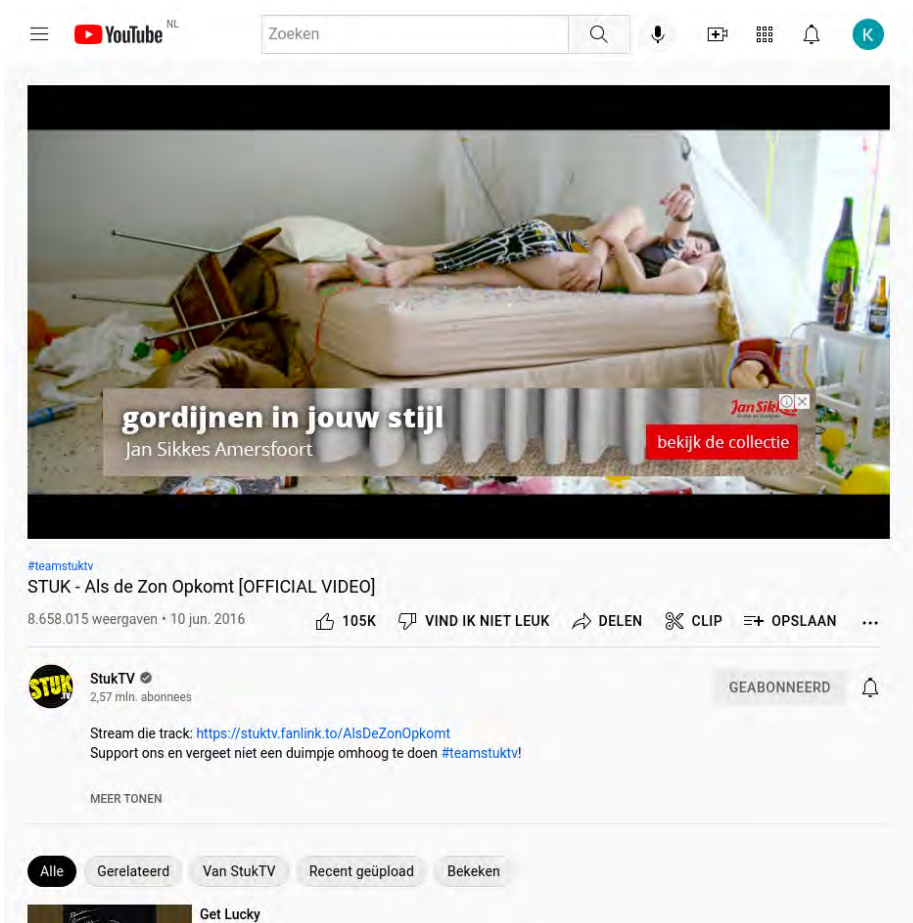 YouTube NL
Zoeken
K
gordijnen in jouw stijl
Jan Sikkes Amersfoort
bekijk de collectie
#teamstuktv
STUK - Als de Zon Opkomt [OFFICIAL VIDEO]
8.658.015 weergaven • 10 jun. 2016
105K
VIND IK NIET LEUK
DELEN
CLIP
OPSLAAN
STUK
StukTV
2,57 mln. abonnees
GEABONNEERD
Stream die track: https://stuktv.fanlink.to/AlsDeZonOpkomt
Support ons en vergeet niet een duimpje omhoog te doen #teamstuktv!
MEER TONEN
Alle
Gerelateerd
Van StukTV
Recent geüpload
Bekeken
Get Lucky